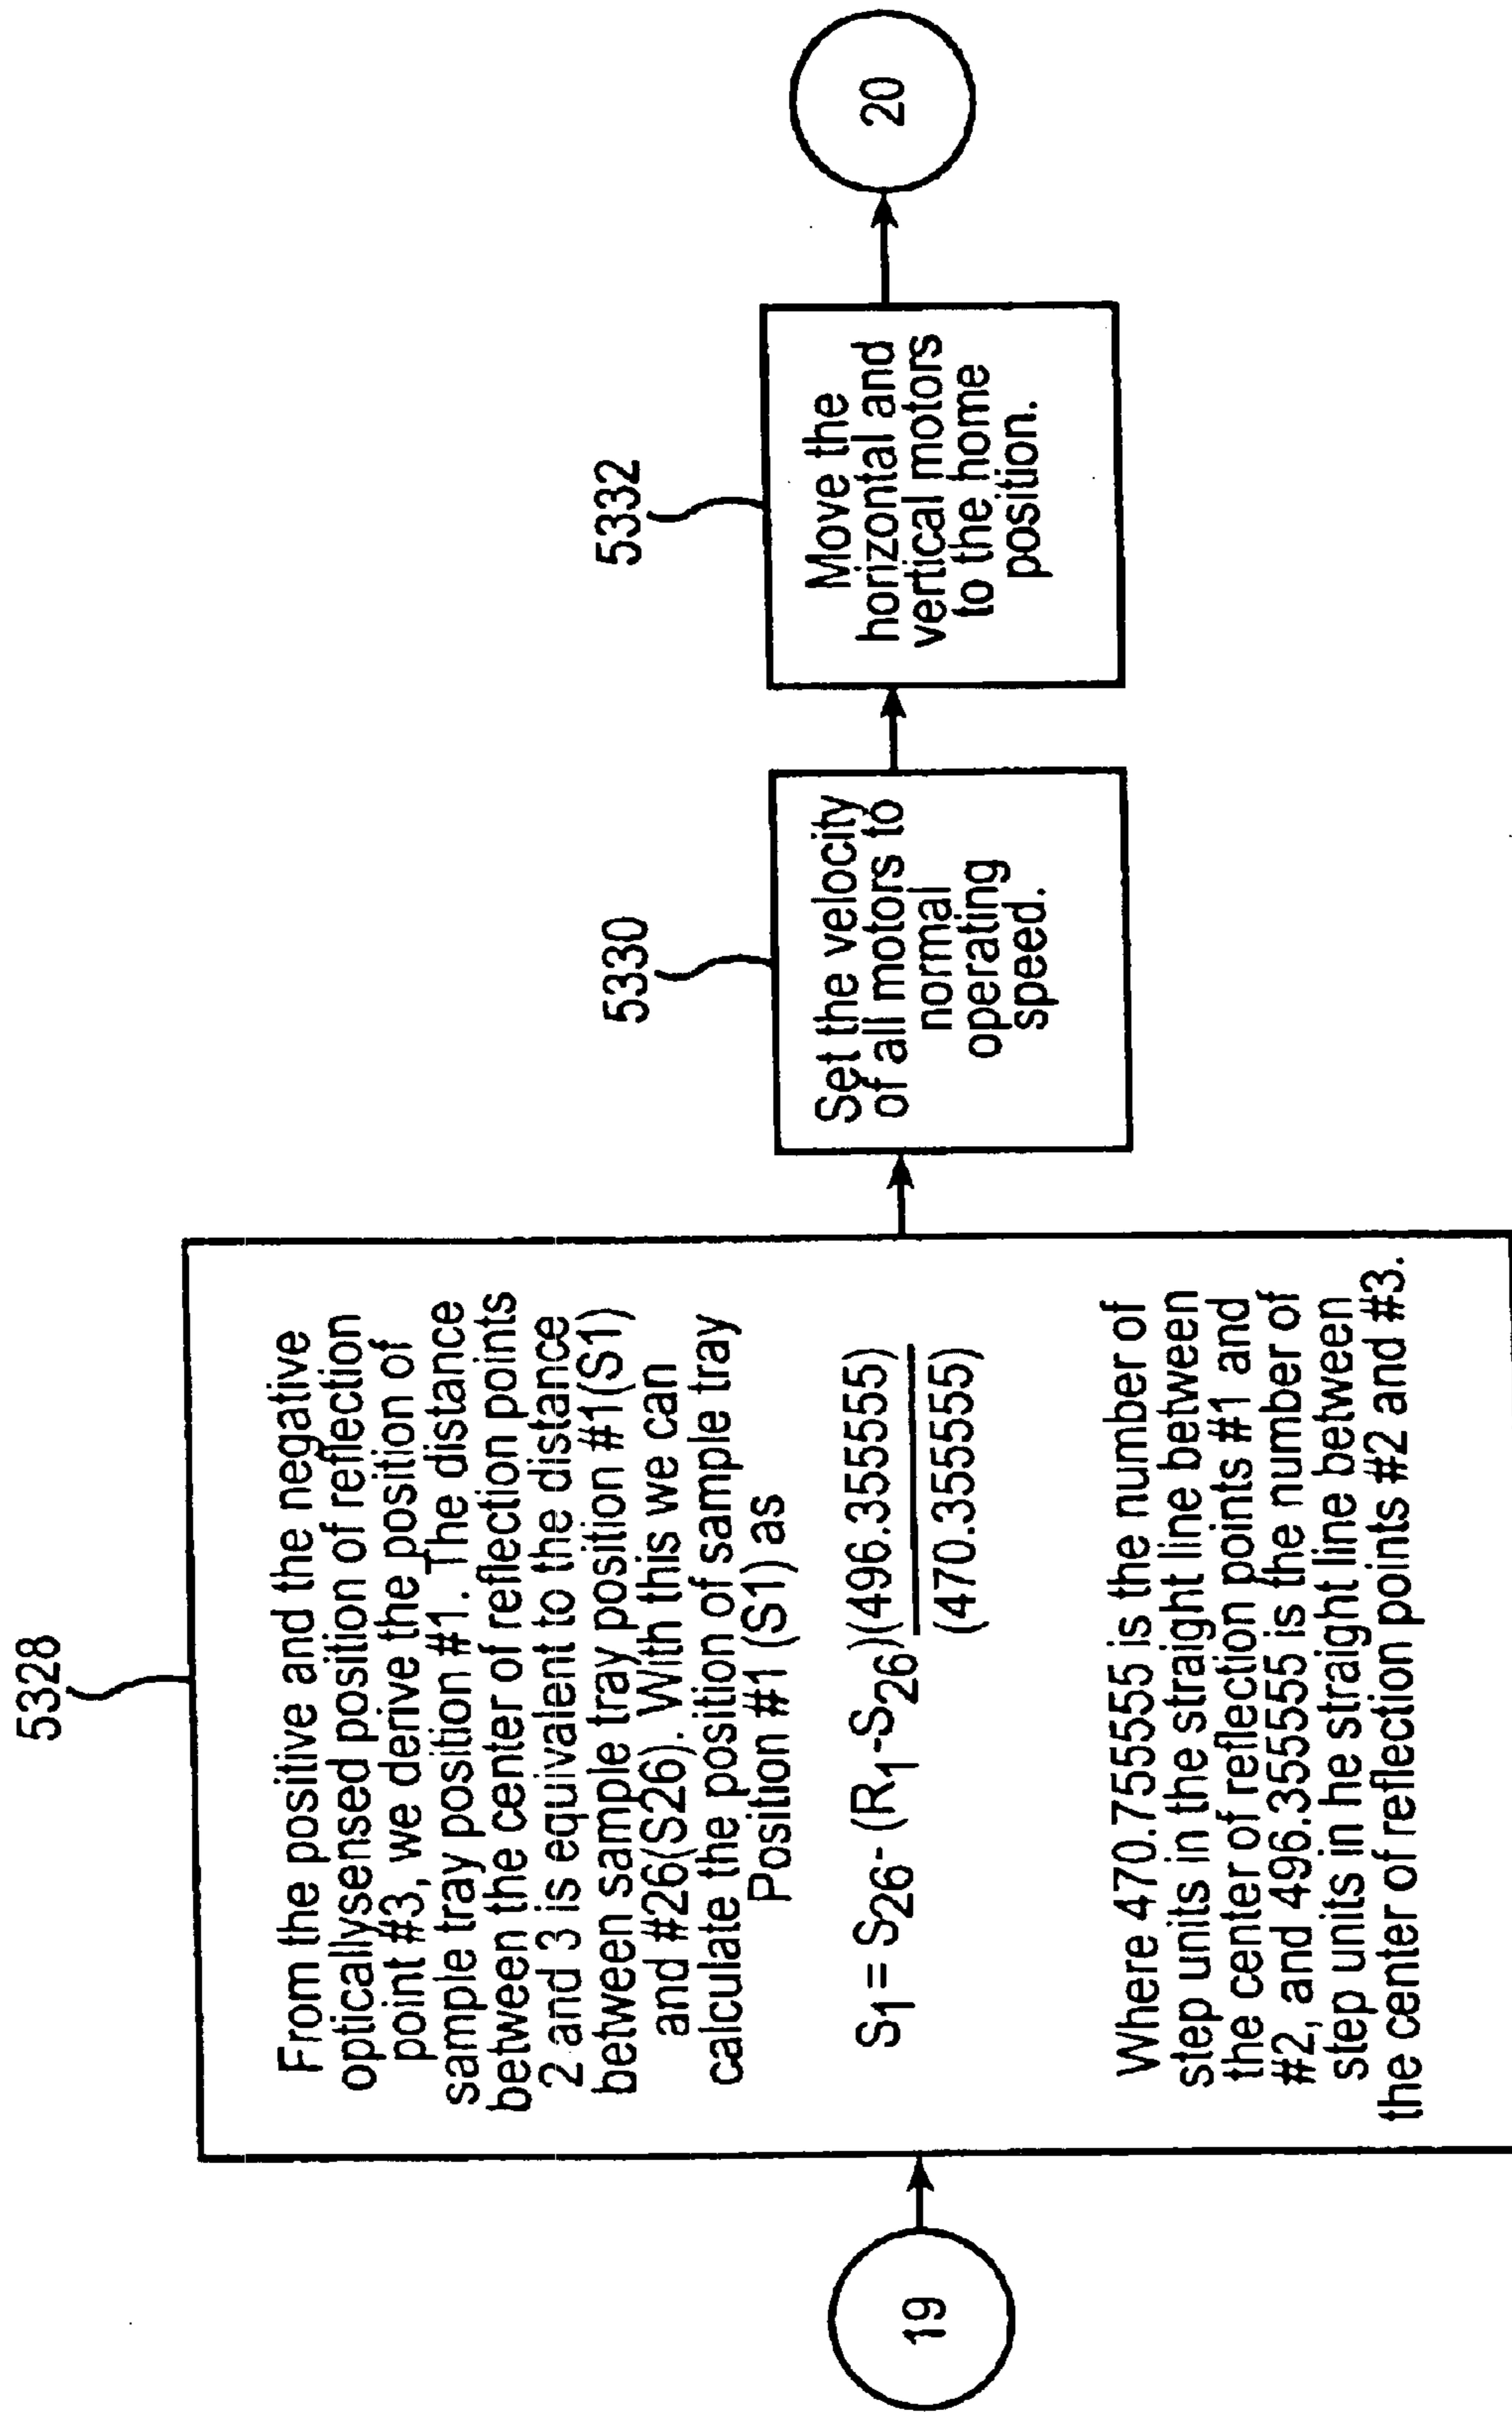 5328
From the positive and the negative
opticallysensed position of reflection
point #3, we derive the position of
sample tray position #1. The distance
between the center of reflection points
2 and 3 is equivalent to the distance
between sample tray position #1(S1)
and #26(S26). With this we can
calculate the position of sample tray
Position #1 (S1) as
S1 = S26 - (R1-S26)(496.355555)
(470.355555)
Where 470.755555 is the number of
step units in the straight line between
the center of reflection points #1 and
#2, and 496.355555 is the number of
step units in he straight line between
the center of reflection points #2 and #3.
19
5330
Set the velocity
of all motors to
normal
operating
speed.
5332
Move the
horizontal and
vertical motors
to the home
position.
20